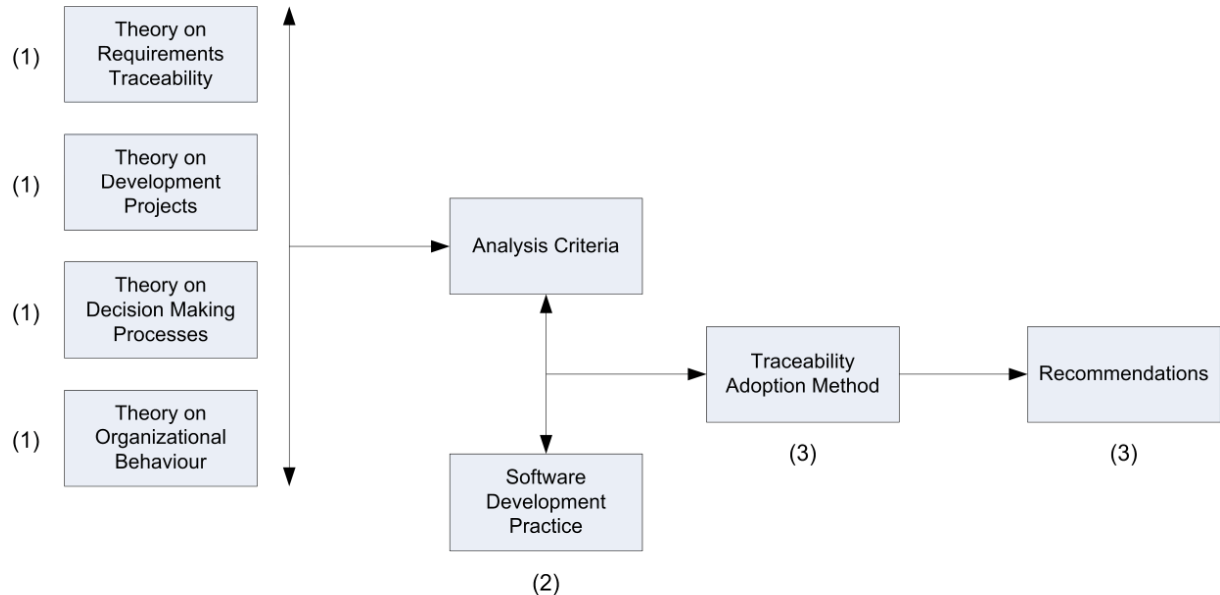 (1)
Theory on
Requirements
Traceability
(1)
Theory on
Development
Projects
(1)
Theory on
Decision Making
Processes
(1)
Theory on
Organizational
Behaviour
Analysis Criteria
Software
Development
Practice
(2)
Traceability
Adoption Method
(3)
Recommendations
(3)